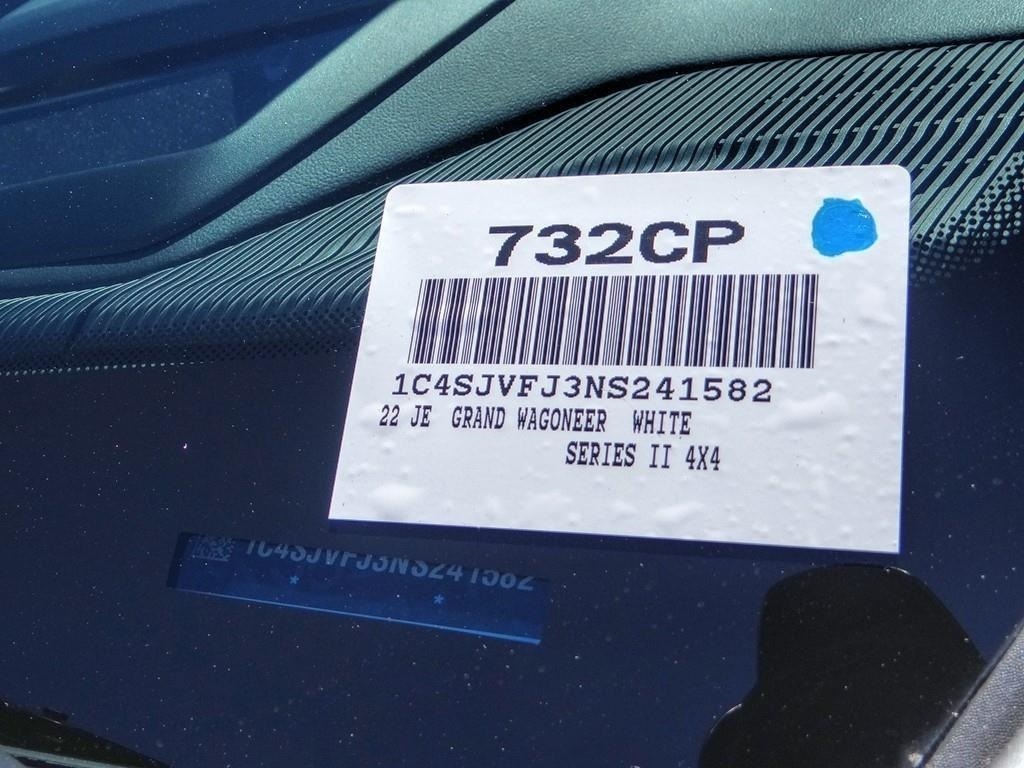 732CP
1C4SJVFJ3NS241582
22 JE GRAND WAGONEER WHITE
SERIES II 4X4
1C4SJVFJ3NS241582
* *